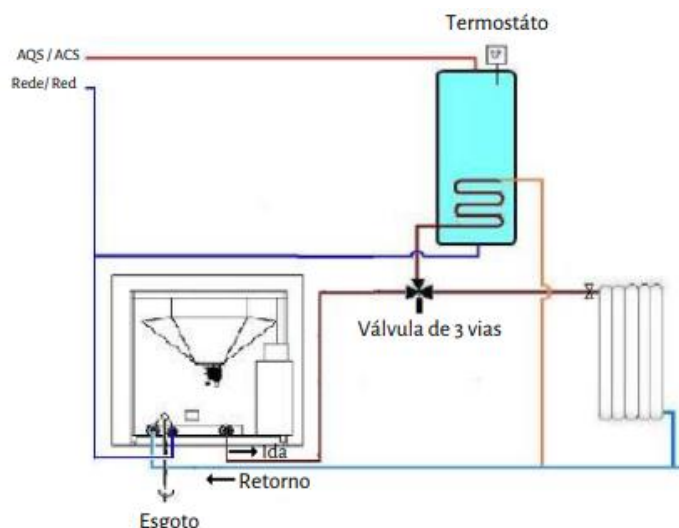 Termostáto
AQS / ACS
Rede/ Red
Válvula de 3 vias
Ida
Retorno
Esgoto